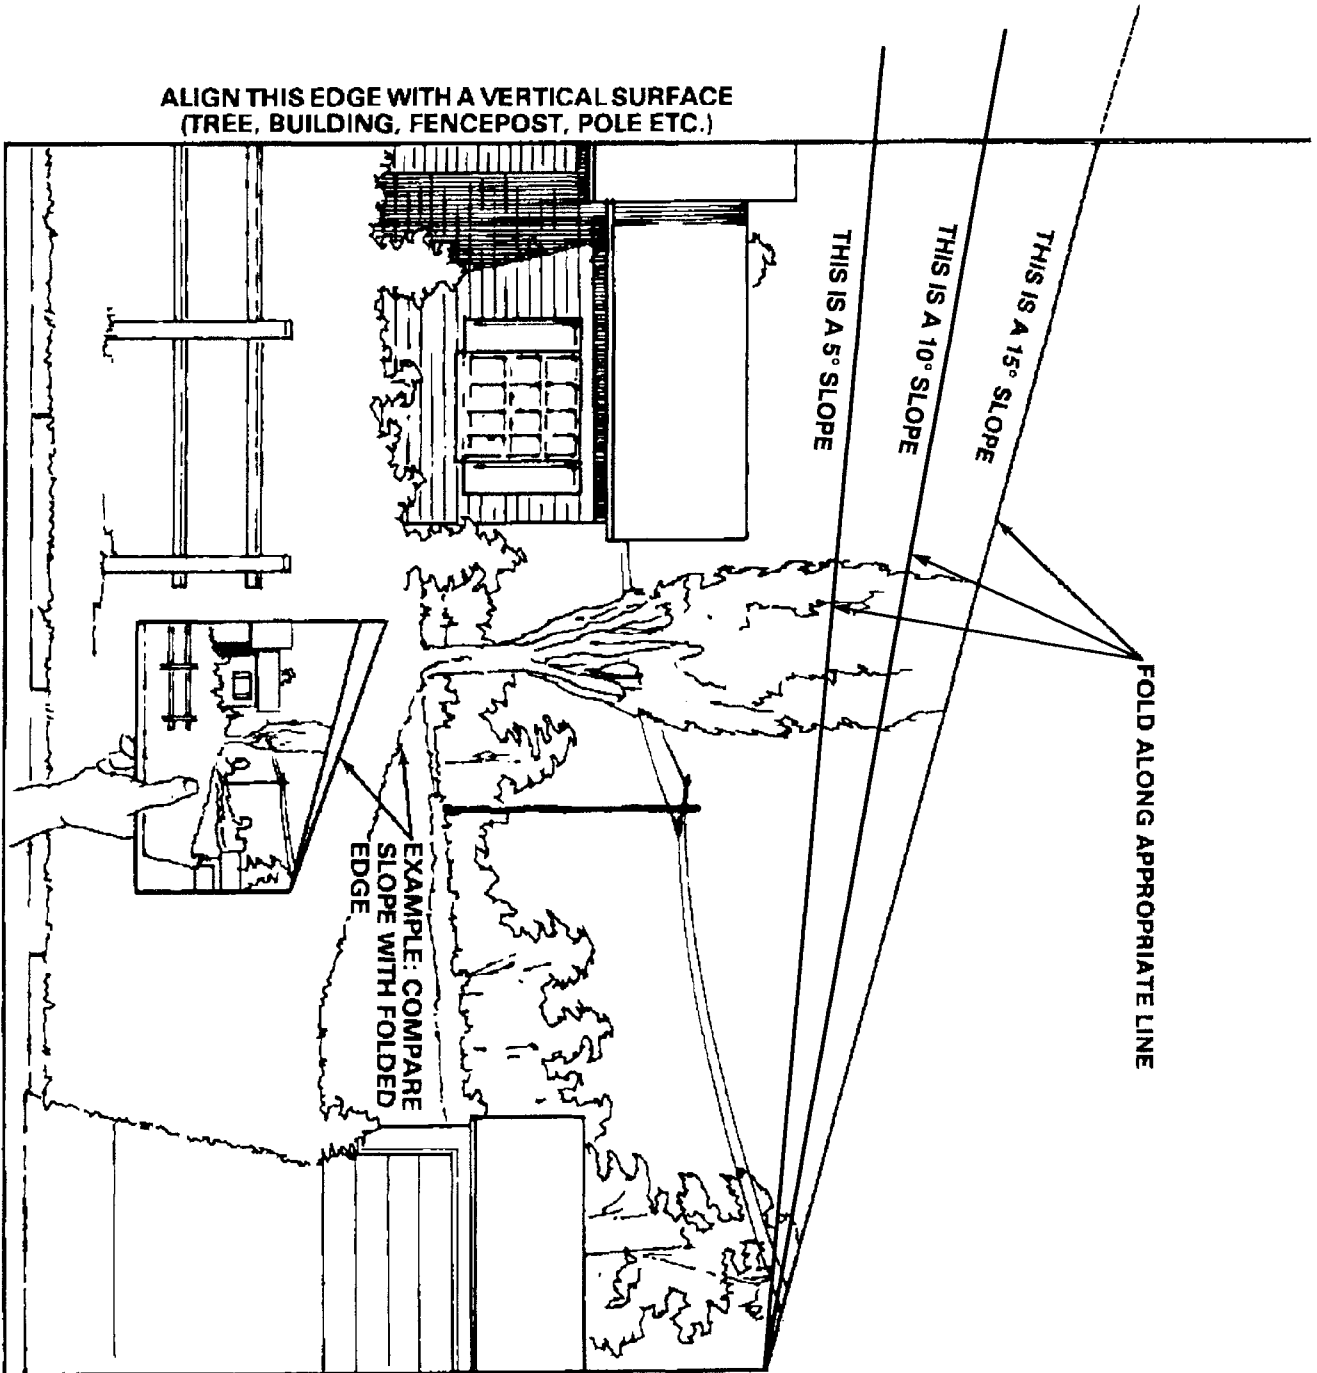 ALIGN THIS EDGE WITH A VERTICAL SURFACE
(TREE, BUILDING, FENCEPOST, POLE ETC.)
THIS IS A 15° SLOPE
THIS IS A 10° SLOPE
THIS IS A 5° SLOPE
FOLD ALONG APPROPRIATE LINE
EXAMPLE: COMPARE
SLOPE WITH FOLDED
EDGE